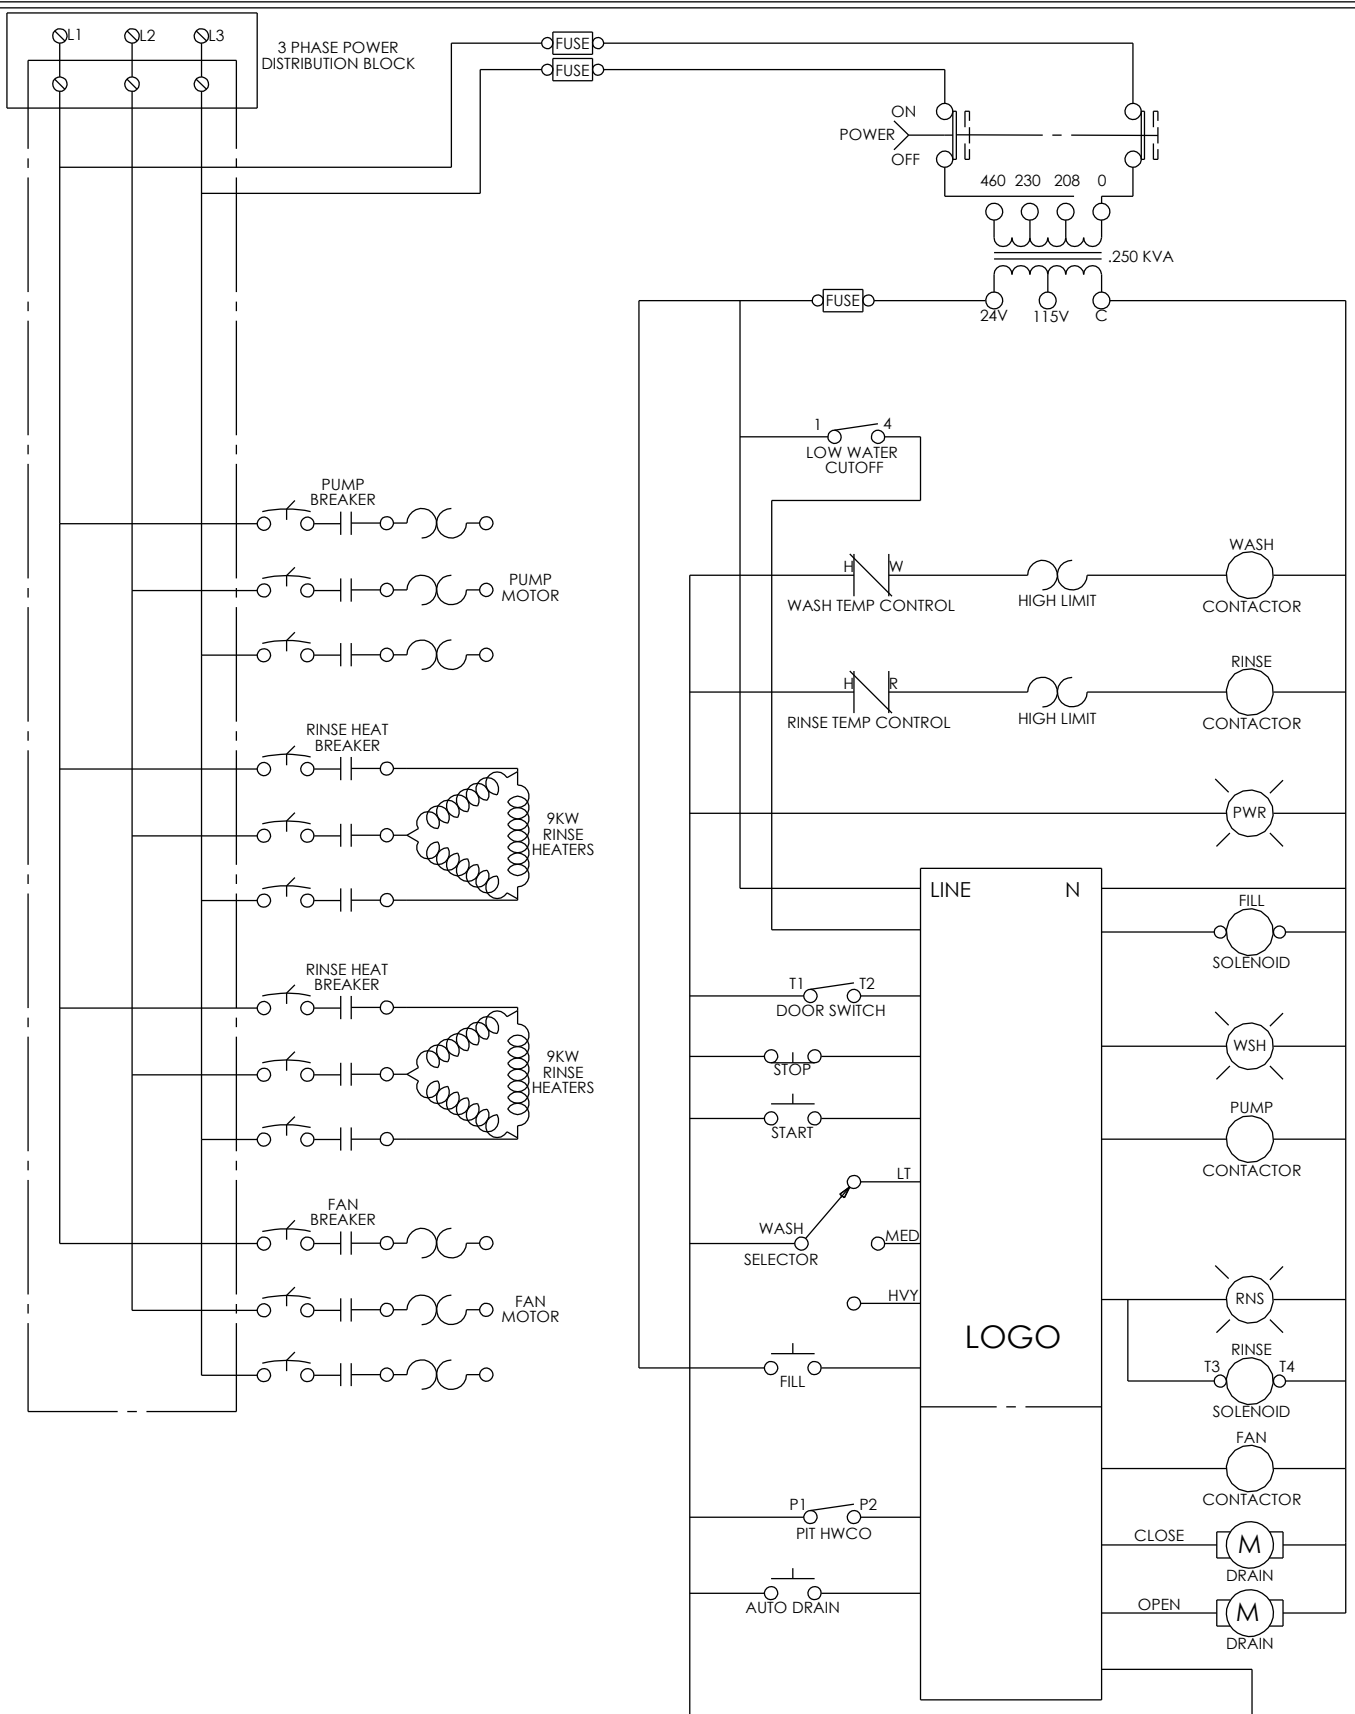 L1
L2
L3
3 PHASE POWER
DISTRIBUTION BLOCK
FUSE
FUSE
ON
POWER
OFF
460 230 208 0
.250 KVA
FUSE
24V 115V C
1 4
LOW WATER
CUTOFF
PUMP
BREAKER
PUMP
MOTOR
RINSE HEAT
BREAKER
9KW
RINSE
HEATERS
RINSE HEAT
BREAKER
9KW
RINSE
HEATERS
FAN
BREAKER
FAN
MOTOR
H W
WASH TEMP CONTROL
HIGH LIMIT
WASH
CONTACTOR
H R
RINSE TEMP CONTROL
HIGH LIMIT
RINSE
CONTACTOR
PWR
LINE N
FILL
SOLENOID
T1 T2
DOOR SWITCH
WSH
STOP
START
PUMP
CONTACTOR
LT
WASH
SELECTOR
MED
HVY
LOGO
RNS
RINSE
T3 T4
SOLENOID
FILL
FAN
CONTACTOR
P1 P2
PIT HWCO
CLOSE
M
DRAIN
AUTO DRAIN
OPEN
M
DRAIN